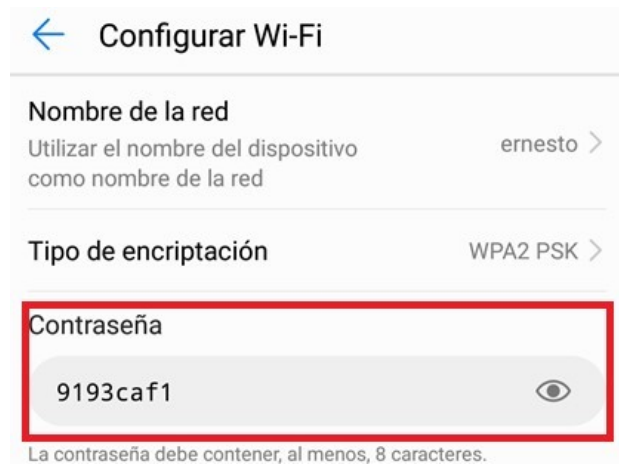 Configurar Wi-Fi
Nombre de la red
Utilizar el nombre del dispositivo
como nombre de la red
ernesto
Tipo de encriptación
WPA2 PSK
Contraseña
9193caf1
La contraseña debe contener, al menos, 8 caracteres.